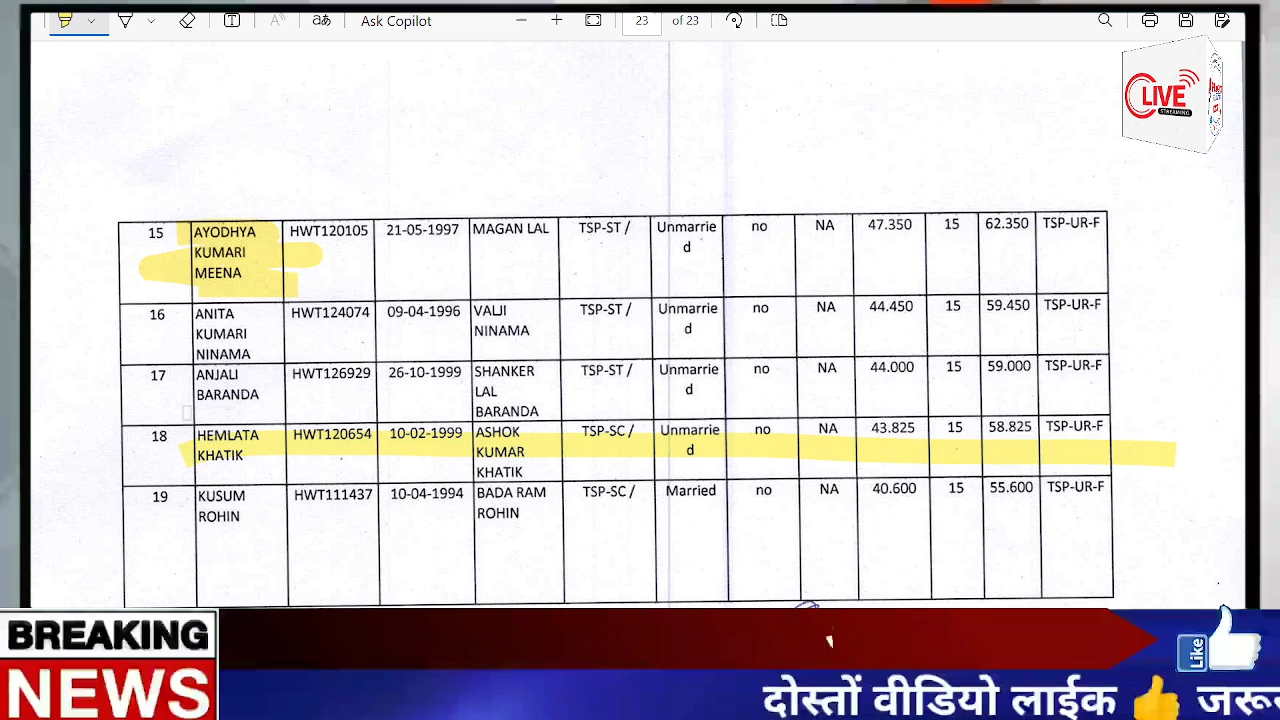 Ask Copilot
23 of 23
LIVE
STREAMING
15 AYODHYA KUMARI MEENA HWT120105 21-05-1997 MAGAN LAL TSP-ST / Unmarried no NA 47.350 15 62.350 TSP-UR-F
16 ANITA KUMARI NINAMA HWT124074 09-04-1996 VALJI NINAMA TSP-ST / Unmarried no NA 44.450 15 59.450 TSP-UR-F
17 ANJALI BARANDA HWT126929 26-10-1999 SHANKER LAL BARANDA TSP-ST / Unmarried no NA 44.000 15 59.000 TSP-UR-F
18 HEMLATA KHATIK HWT120654 10-02-1999 ASHOK KUMAR KHATIK TSP-SC / Unmarried no NA 43.825 15 58.825 TSP-UR-F
19 KUSUM ROHIN HWT111437 10-04-1994 BADA RAM ROHIN TSP-SC / Married no NA 40.600 15 55.600 TSP-UR-F
BREAKING
NEWS
Like
दोस्तों वीडियो लाईक 👍 जरूर